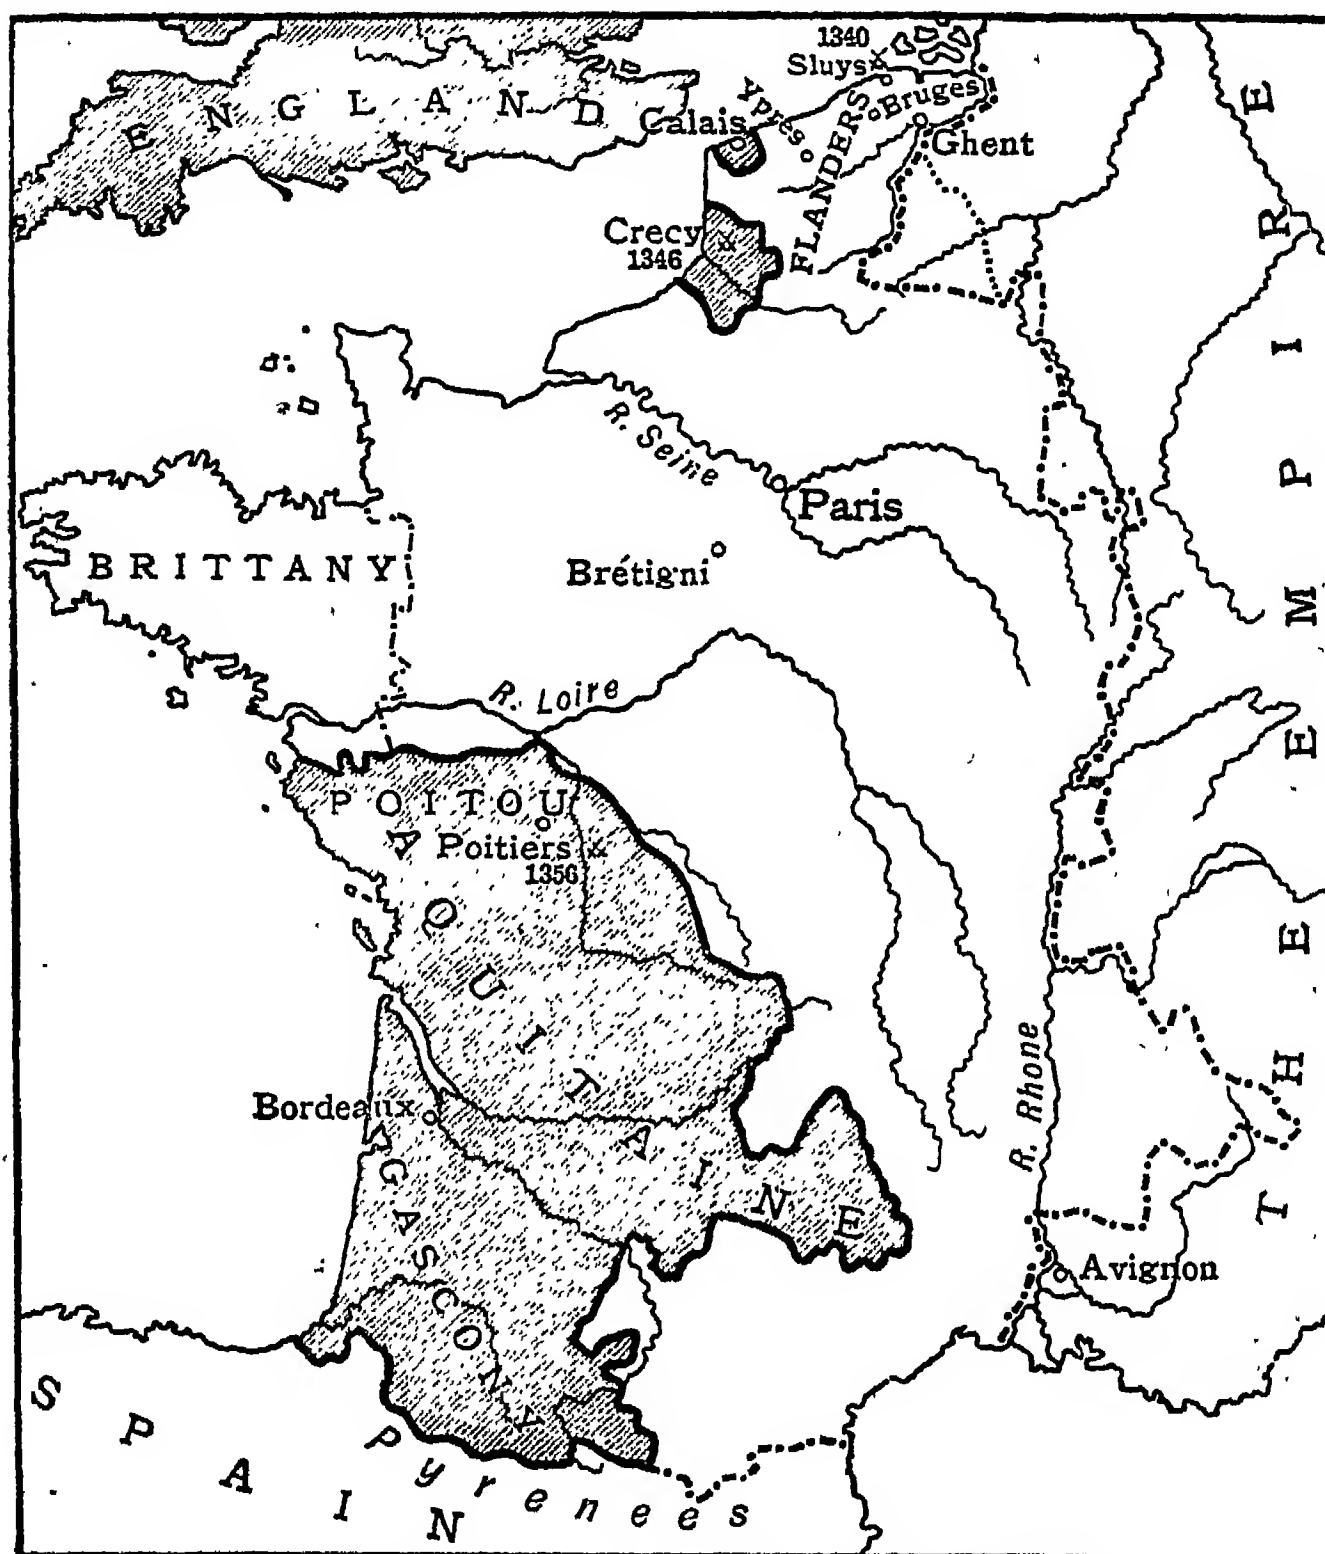 ENGLAND
1340
Sluys
Bruges
Ypres
Calais
Ghent
FLANDERS
Crecy
1346
R. Seine
Paris
Brétigni
BRITTANY
R. Loire
POITOU
Poitiers
1356
AQUITAINE
Bordeaux
GASCONY
R. Rhone
Avignon
THE EMPIRE
SPAIN
Pyrenees